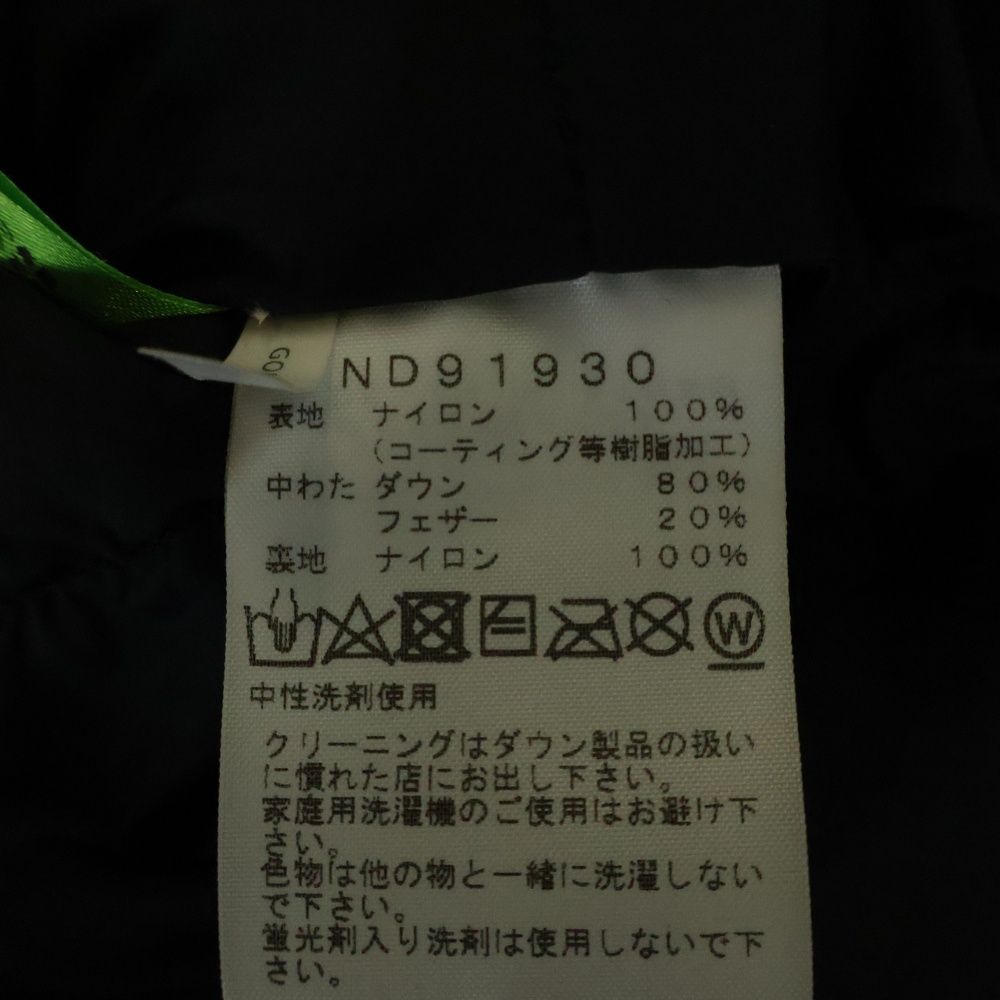 ND91930
表地 ナイロン 100%
(コーティング等樹脂加工)
中わた ダウン 80%
フェザー 20%
裏地 ナイロン 100%
W
中性洗剤使用
クリーニングはダウン製品の扱い
に慣れた店にお出し下さい。
家庭用洗濯機のご使用はお避け下
さい。
色物は他の物と一緒に洗濯しない
で下さい。
蛍光剤入り洗剤は使用しないで下
さい。